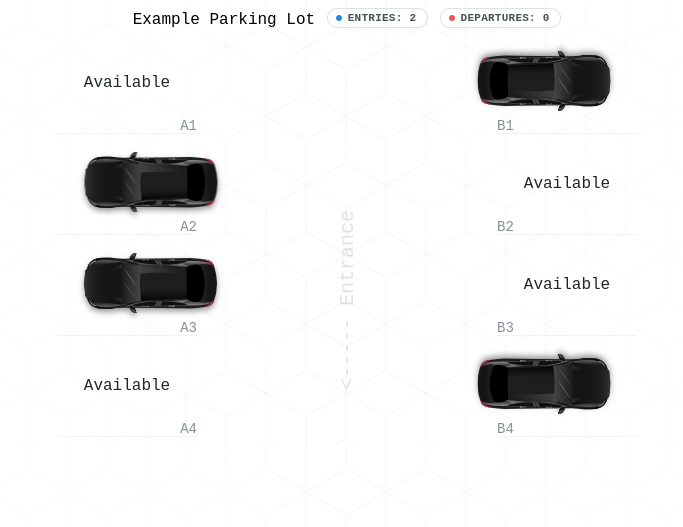 Example Parking Lot
ENTRIES: 2
DEPARTURES: 0
Available
A1
B1
A2
Available
B2
A3
Available
B3
Available
A4
B4
<----- Entrance